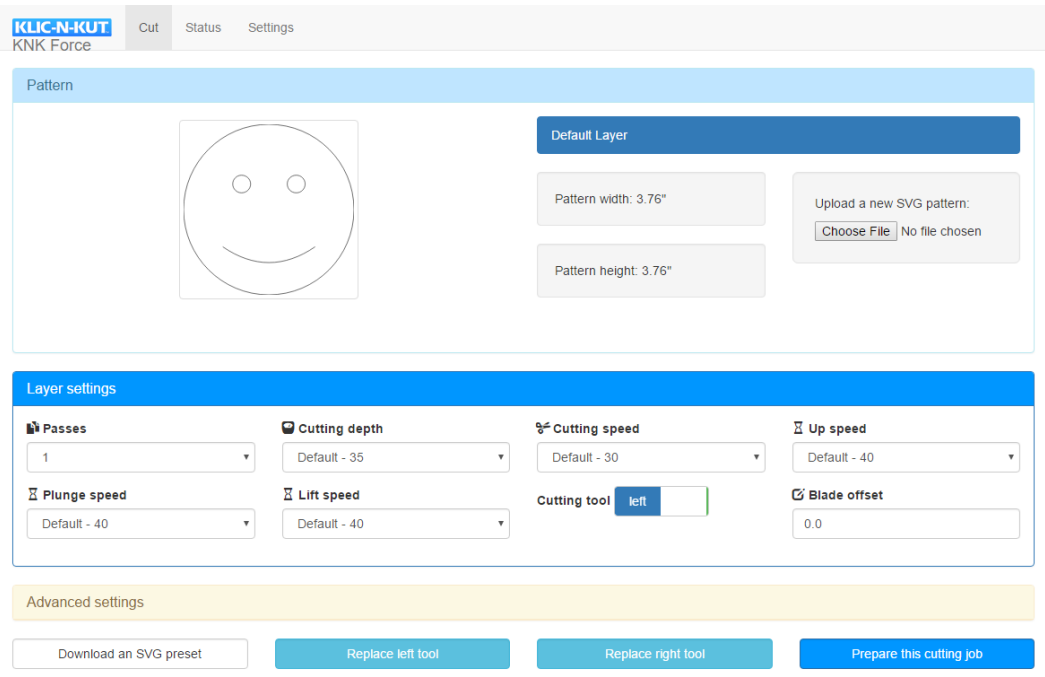 KLIC-N-KUT
KNK Force
Cut Status Settings
Pattern
Default Layer
Pattern width: 3.76"
Pattern height: 3.76"
Upload a new SVG pattern:
Choose File No file chosen
Layer settings
Passes Cutting depth Cutting speed Up speed
1 Default - 35 Default - 30 Default - 40
Plunge speed Lift speed Cutting tool left Blade offset
Default - 40 Default - 40 0.0
Advanced settings
Download an SVG preset Replace left tool Replace right tool Prepare this cutting job